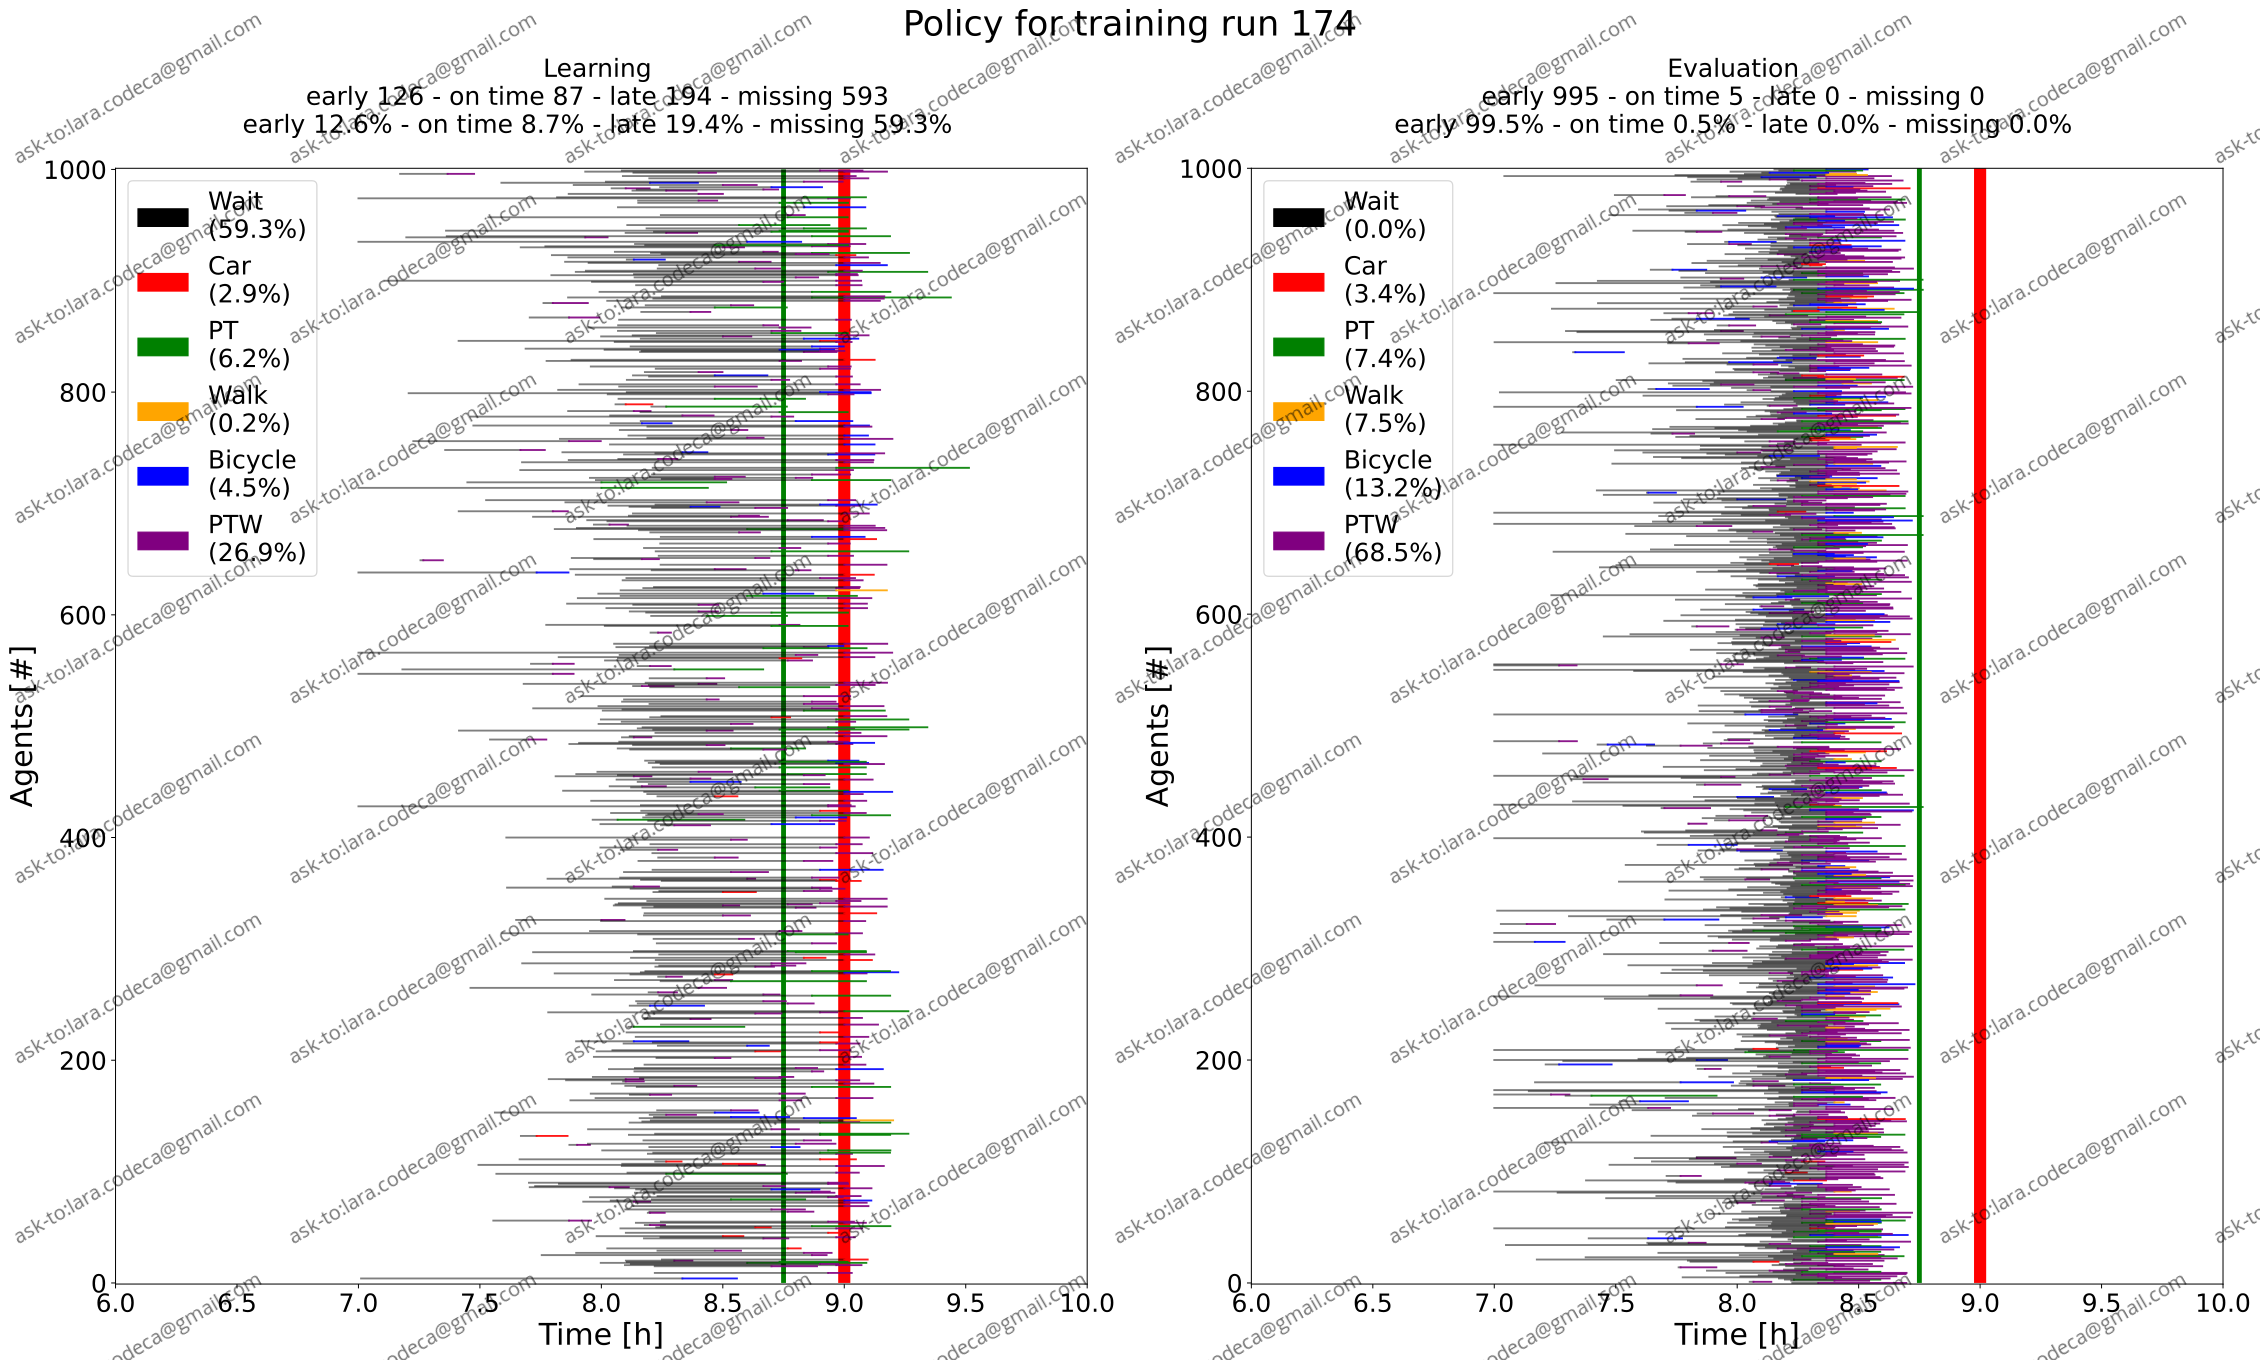 Policy for training run 174
Learning
early 126 - on time 87 - late 194 - missing 593
early 12.6% - on time 8.7% - late 19.4% - missing 59.3%
1000
800
600
400
200
0
Agents [#]
Wait
(59.3%)
Car
(2.9%)
PT
(6.2%)
Walk
(0.2%)
Bicycle
(4.5%)
PTW
(26.9%)
6.0 6.5 7.0 7.5 8.0 8.5 9.0 9.5 10.0
Time [h]
Evaluation
early 995 - on time 5 - late 0 - missing 0
early 99.5% - on time 0.5% - late 0.0% - missing 0.0%
1000
800
600
400
200
0
Agents [#]
Wait
(0.0%)
Car
(3.4%)
PT
(7.4%)
Walk
(7.5%)
Bicycle
(13.2%)
PTW
(68.5%)
6.0 6.5 7.0 7.5 8.0 8.5 9.0 9.5 10.0
Time [h]
ask-to:lara.codeca@gmail.com